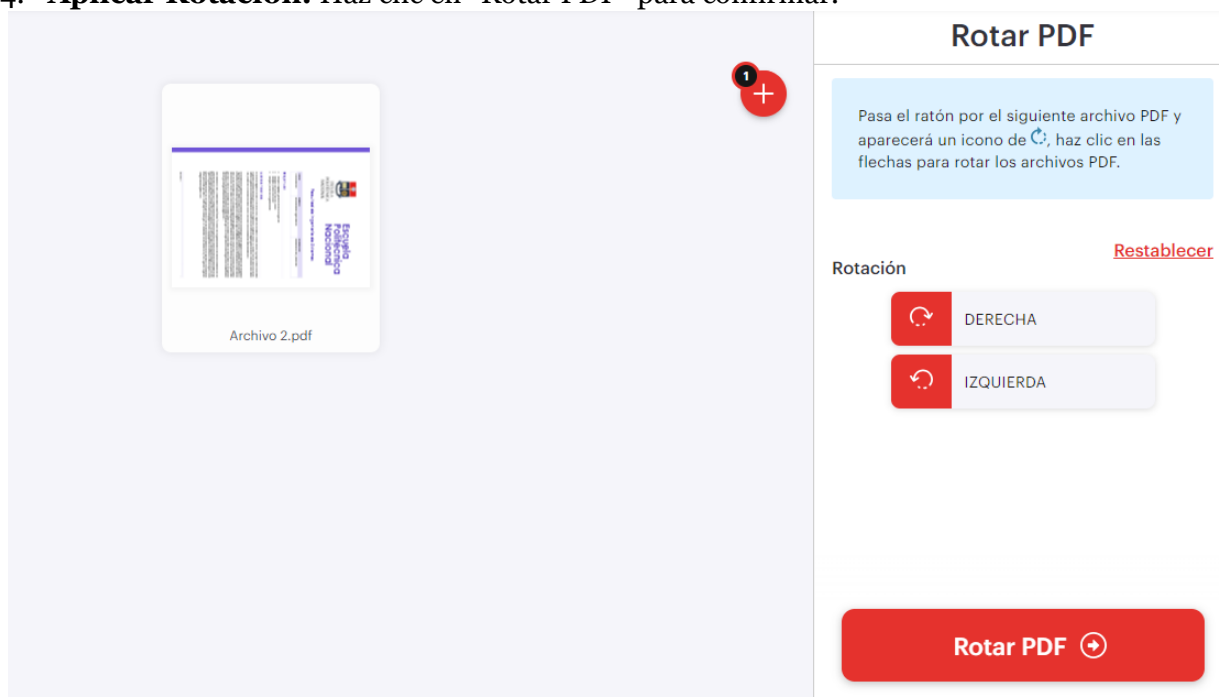 4. Aplicar Rotación: Haz clic en "Rotar PDF" para confirmar.
Rotar PDF
1
Pasa el ratón por el siguiente archivo PDF y
aparecerá un icono de , haz clic en las
flechas para rotar los archivos PDF.
Escuela
Politécnica
Nacional
Archivo 2.pdf
Restablecer
Rotación
DERECHA
IZQUIERDA
Rotar PDF